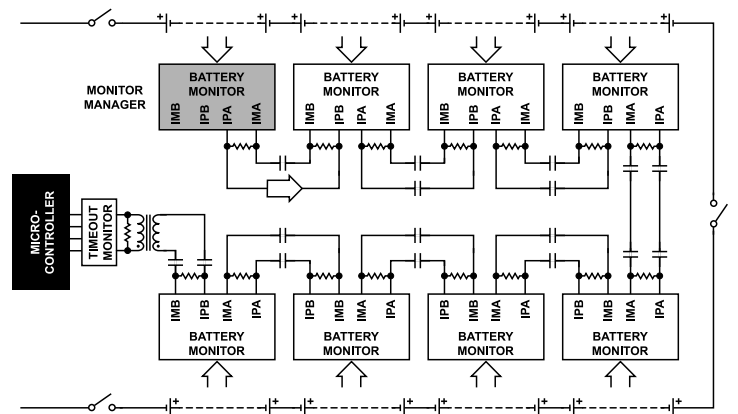 + + + +
MONITOR
MANAGER
BATTERY
MONITOR
IMB IPB IPA IMA
BATTERY
MONITOR
IMB IPB IPA IMA
BATTERY
MONITOR
IMB IPB IPA IMA
BATTERY
MONITOR
IMB IPB IPA IMA
MICRO-
CONTROLLER
TIMEOUT
MONITOR
IMB IPB IMA IPA
BATTERY
MONITOR
IPB IMB IMA IPA
BATTERY
MONITOR
IPB IMB IMA IPA
BATTERY
MONITOR
IPB IMB IMA IPA
BATTERY
MONITOR
+ + + +